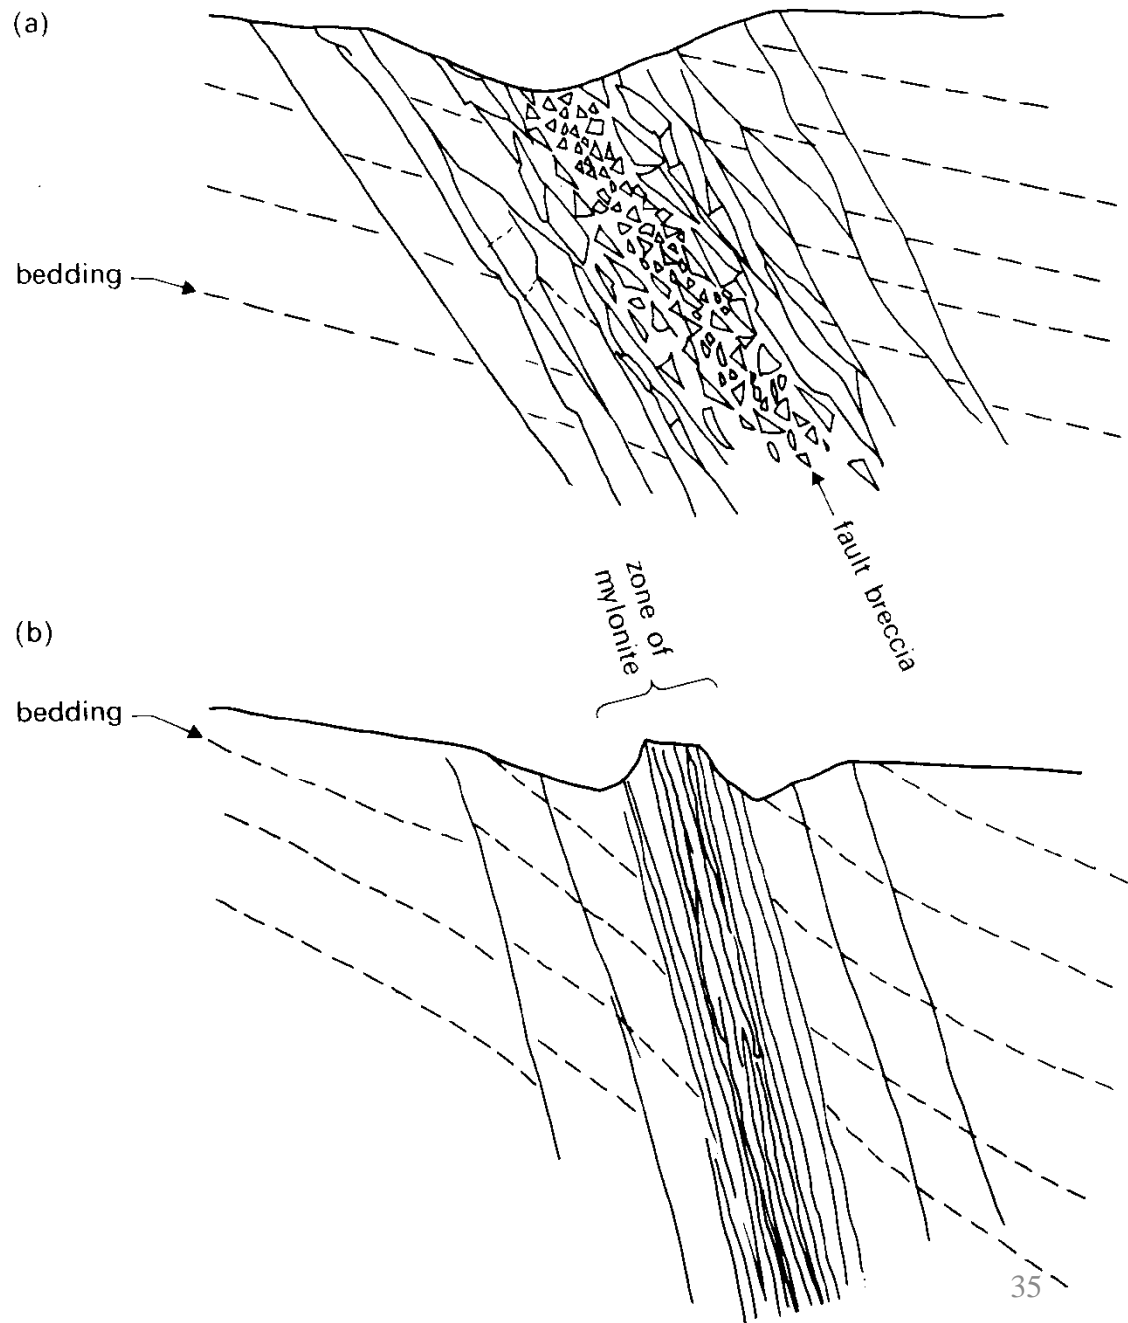 (a)
bedding
fault breccia
zone of
mylonite
(b)
bedding
35